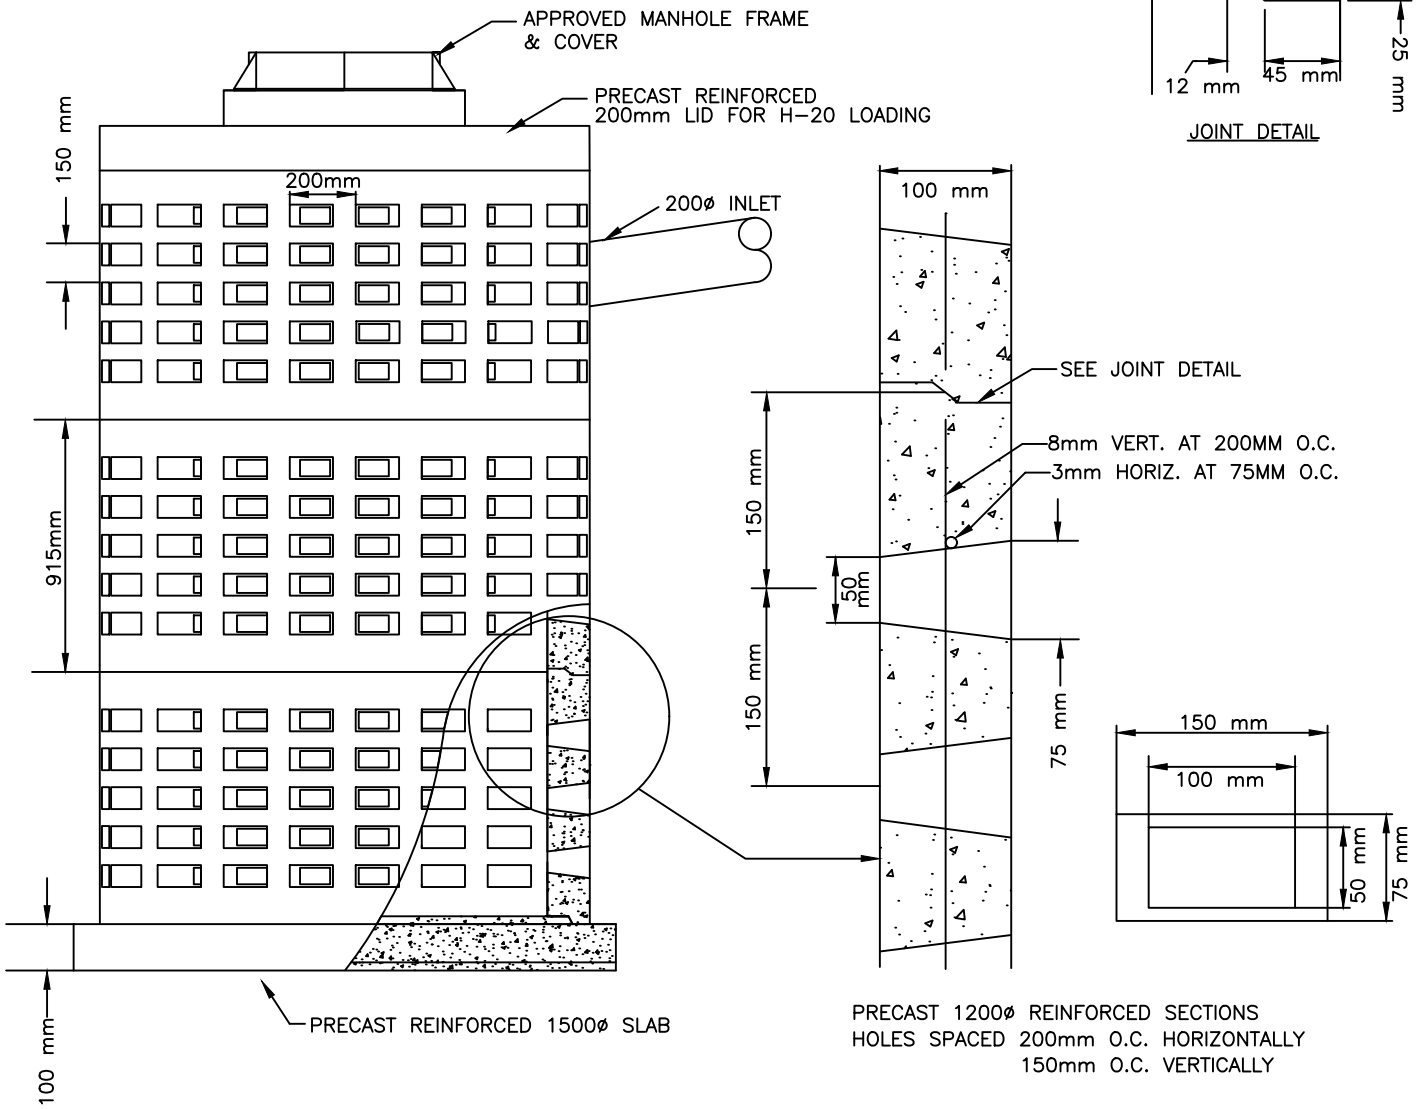 APPROVED MANHOLE FRAME
& COVER
25 mm
12 mm
45 mm
JOINT DETAIL
PRECAST REINFORCED
200mm LID FOR H-20 LOADING
150 mm
200mm
200ø INLET
100 mm
SEE JOINT DETAIL
8mm VERT. AT 200MM O.C.
3mm HORIZ. AT 75MM O.C.
915mm
150 mm
50
mm
150 mm
75 mm
150 mm
100 mm
50 mm
75 mm
PRECAST REINFORCED 1500ø SLAB
100 mm
PRECAST 1200ø REINFORCED SECTIONS
HOLES SPACED 200mm O.C. HORIZONTALLY
150mm O.C. VERTICALLY